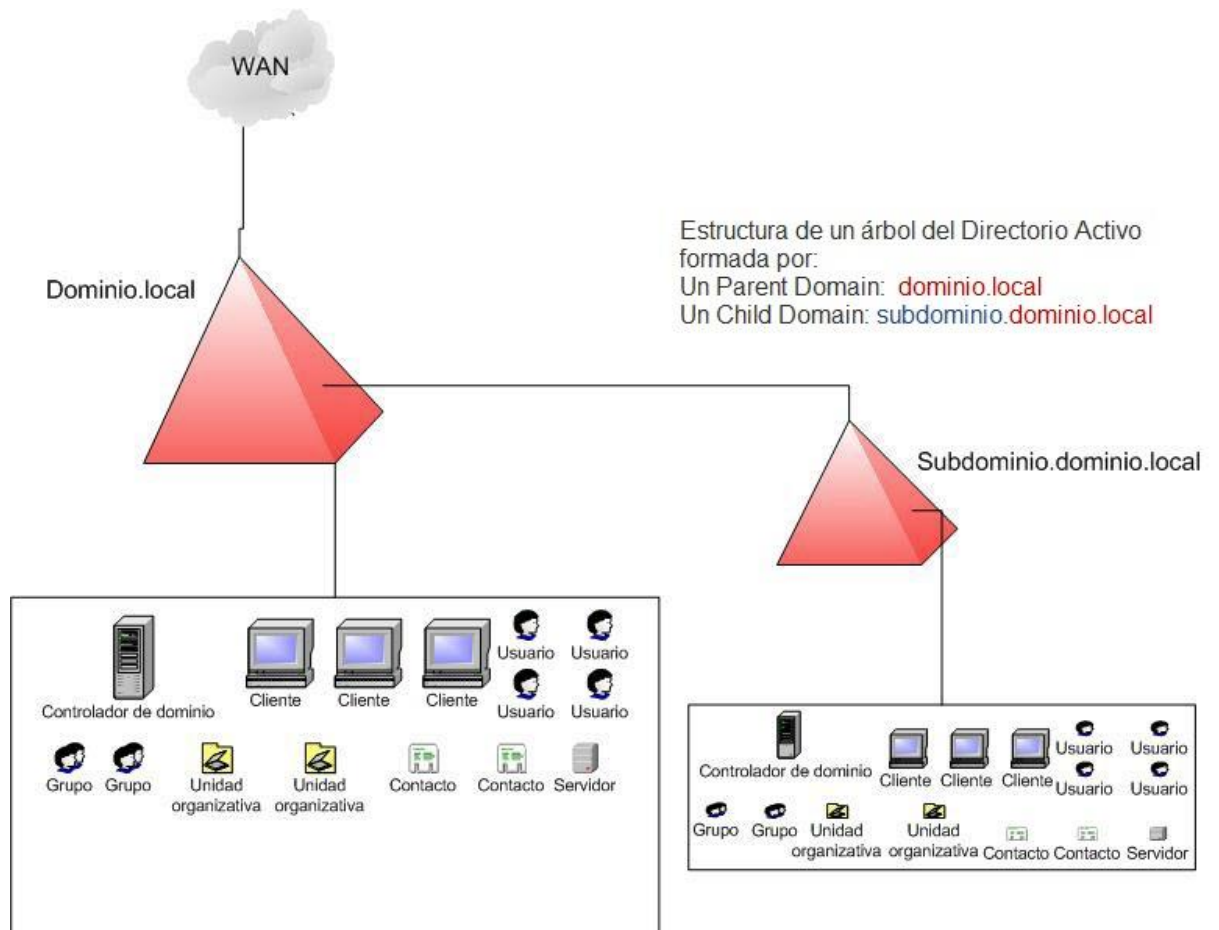 WAN
Dominio.local
Estructura de un árbol del Directorio Activo
formada por:
Un Parent Domain: dominio.local
Un Child Domain: subdominio.dominio.local
Subdominio.dominio.local
Controlador de dominio
Cliente
Cliente
Cliente
Usuario
Usuario
Usuario
Usuario
Grupo
Grupo
Unidad
organizativa
Unidad
organizativa
Contacto
Contacto
Servidor
Controlador de dominio
Cliente
Cliente
Cliente
Usuario
Usuario
Usuario
Usuario
Grupo
Grupo
Unidad
organizativa
Unidad
organizativa
Contacto
Contacto
Servidor